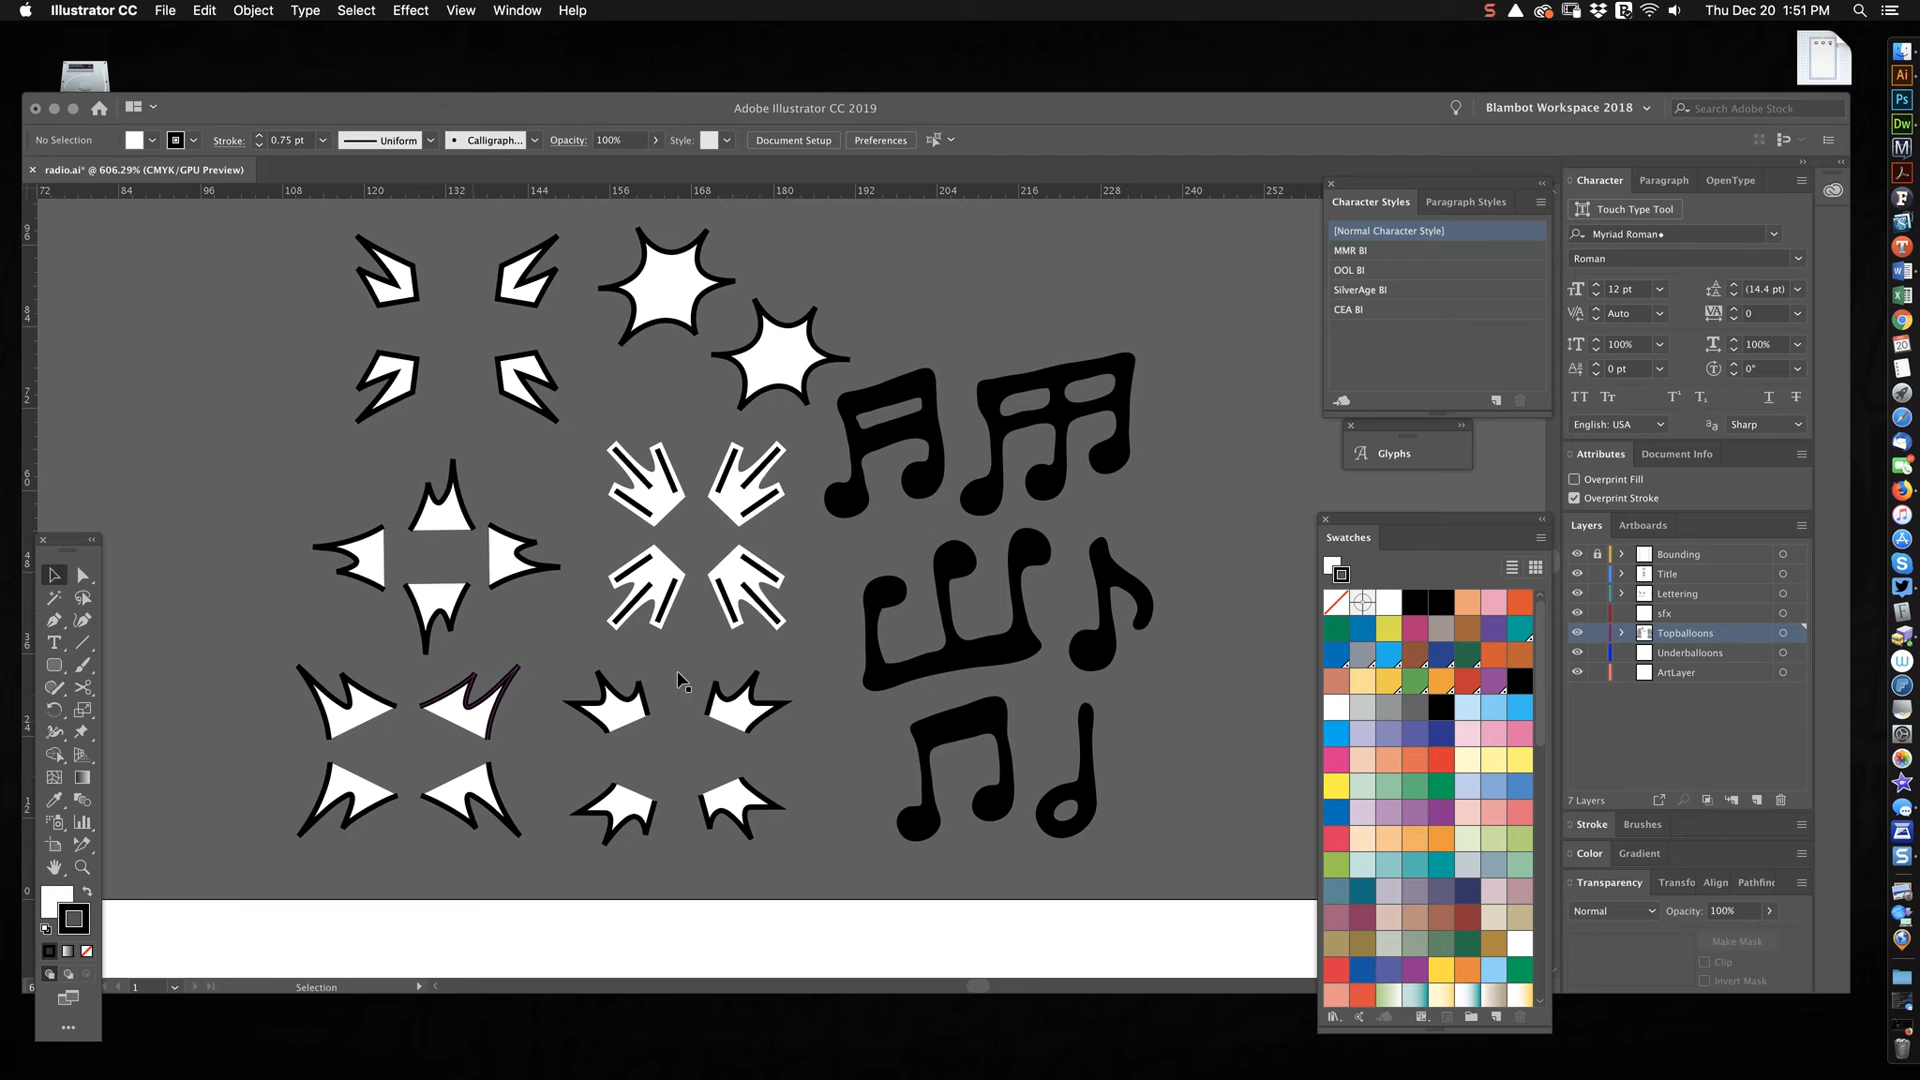 Illustrator CC File Edit Object Type Select Effect View Window Help
Thu Dec 20 1:51 PM
Adobe Illustrator CC 2019
Blambot Workspace 2018
Search Adobe Stock
No Selection
Stroke: 0.75 pt
Uniform
Calligraph...
Opacity: 100%
Style:
Document Setup
Preferences
radio.ai* @ 606.29% (CMYK/GPU Preview)
72 84 96 108 120 132 144 156 168 180 192 204 216 228 240 252
Character Styles Paragraph Styles
[Normal Character Style]
MMR BI
OOL BI
SilverAge BI
CEA BI
Glyphs
Swatches
Character Paragraph OpenType
Touch Type Tool
Myriad Roman
Roman
12 pt (14.4 pt)
Auto 0
100% 100%
0 pt 0°
English: USA Sharp
Attributes Document Info
Overprint Fill
Overprint Stroke
Layers Artboards
Bounding
Title
Lettering
sfx
Topballoons
Underballoons
ArtLayer
7 Layers
Stroke Brushes
Color Gradient
Transparency Transfo Align Pathfind
Normal Opacity: 100%
Make Mask
Clip
Invert Mask
1 Selection